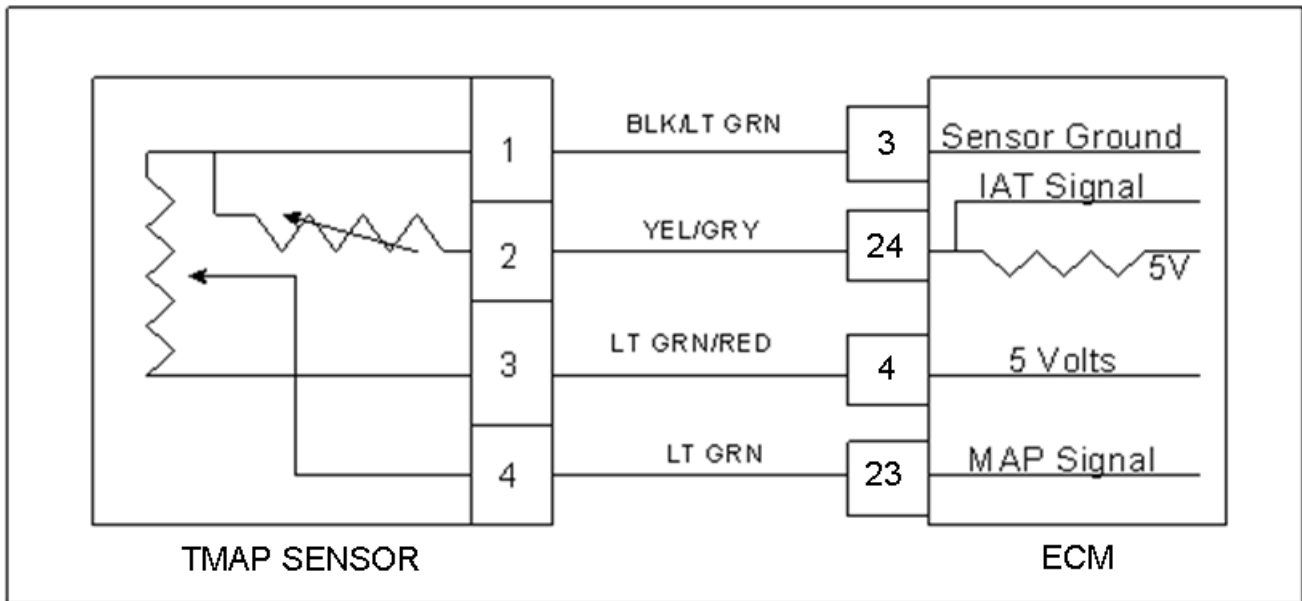 1 BLK/LT GRN 3 Sensor Ground
IAT Signal
2 YEL/GRY 24 5V
3 LT GRN/RED 4 5 Volts
4 LT GRN 23 MAP Signal
TMAP SENSOR ECM